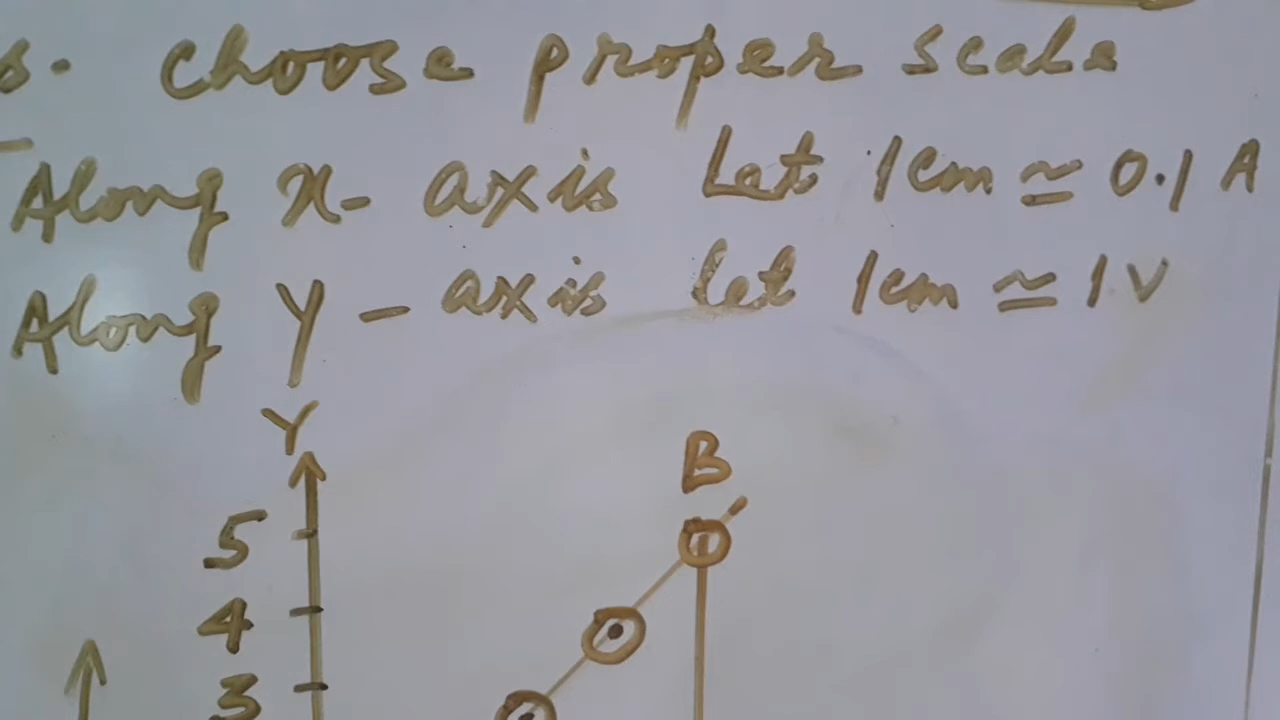 choose proper scale
Along x- axis Let 1cm ≃ 0.1 A
Along Y - axis let 1cm ≃ 1V
Y
B
5
4
3